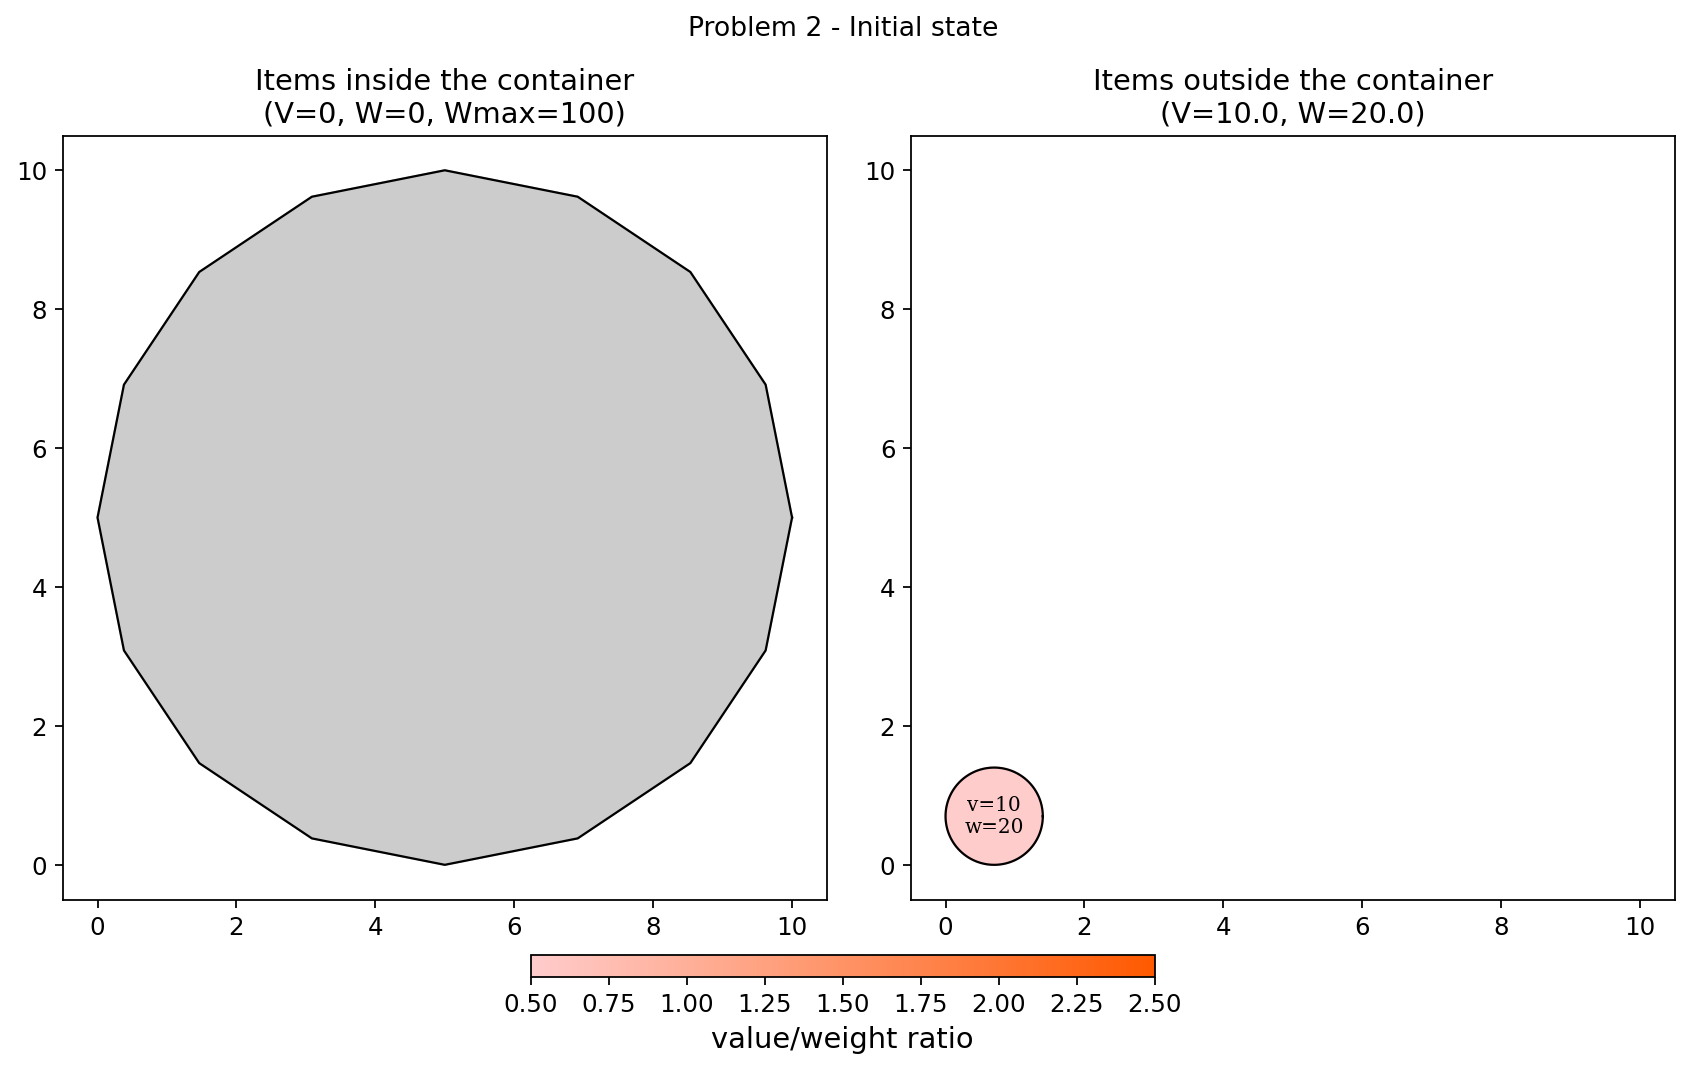 Problem 2 - Initial state
Items inside the container
(V=0, W=0, Wmax=100)
10
8
6
4
2
0
0 2 4 6 8 10
Items outside the container
(V=10.0, W=20.0)
10
8
6
4
2
0
v=10
w=20
0 2 4 6 8 10
0.50 0.75 1.00 1.25 1.50 1.75 2.00 2.25 2.50
value/weight ratio